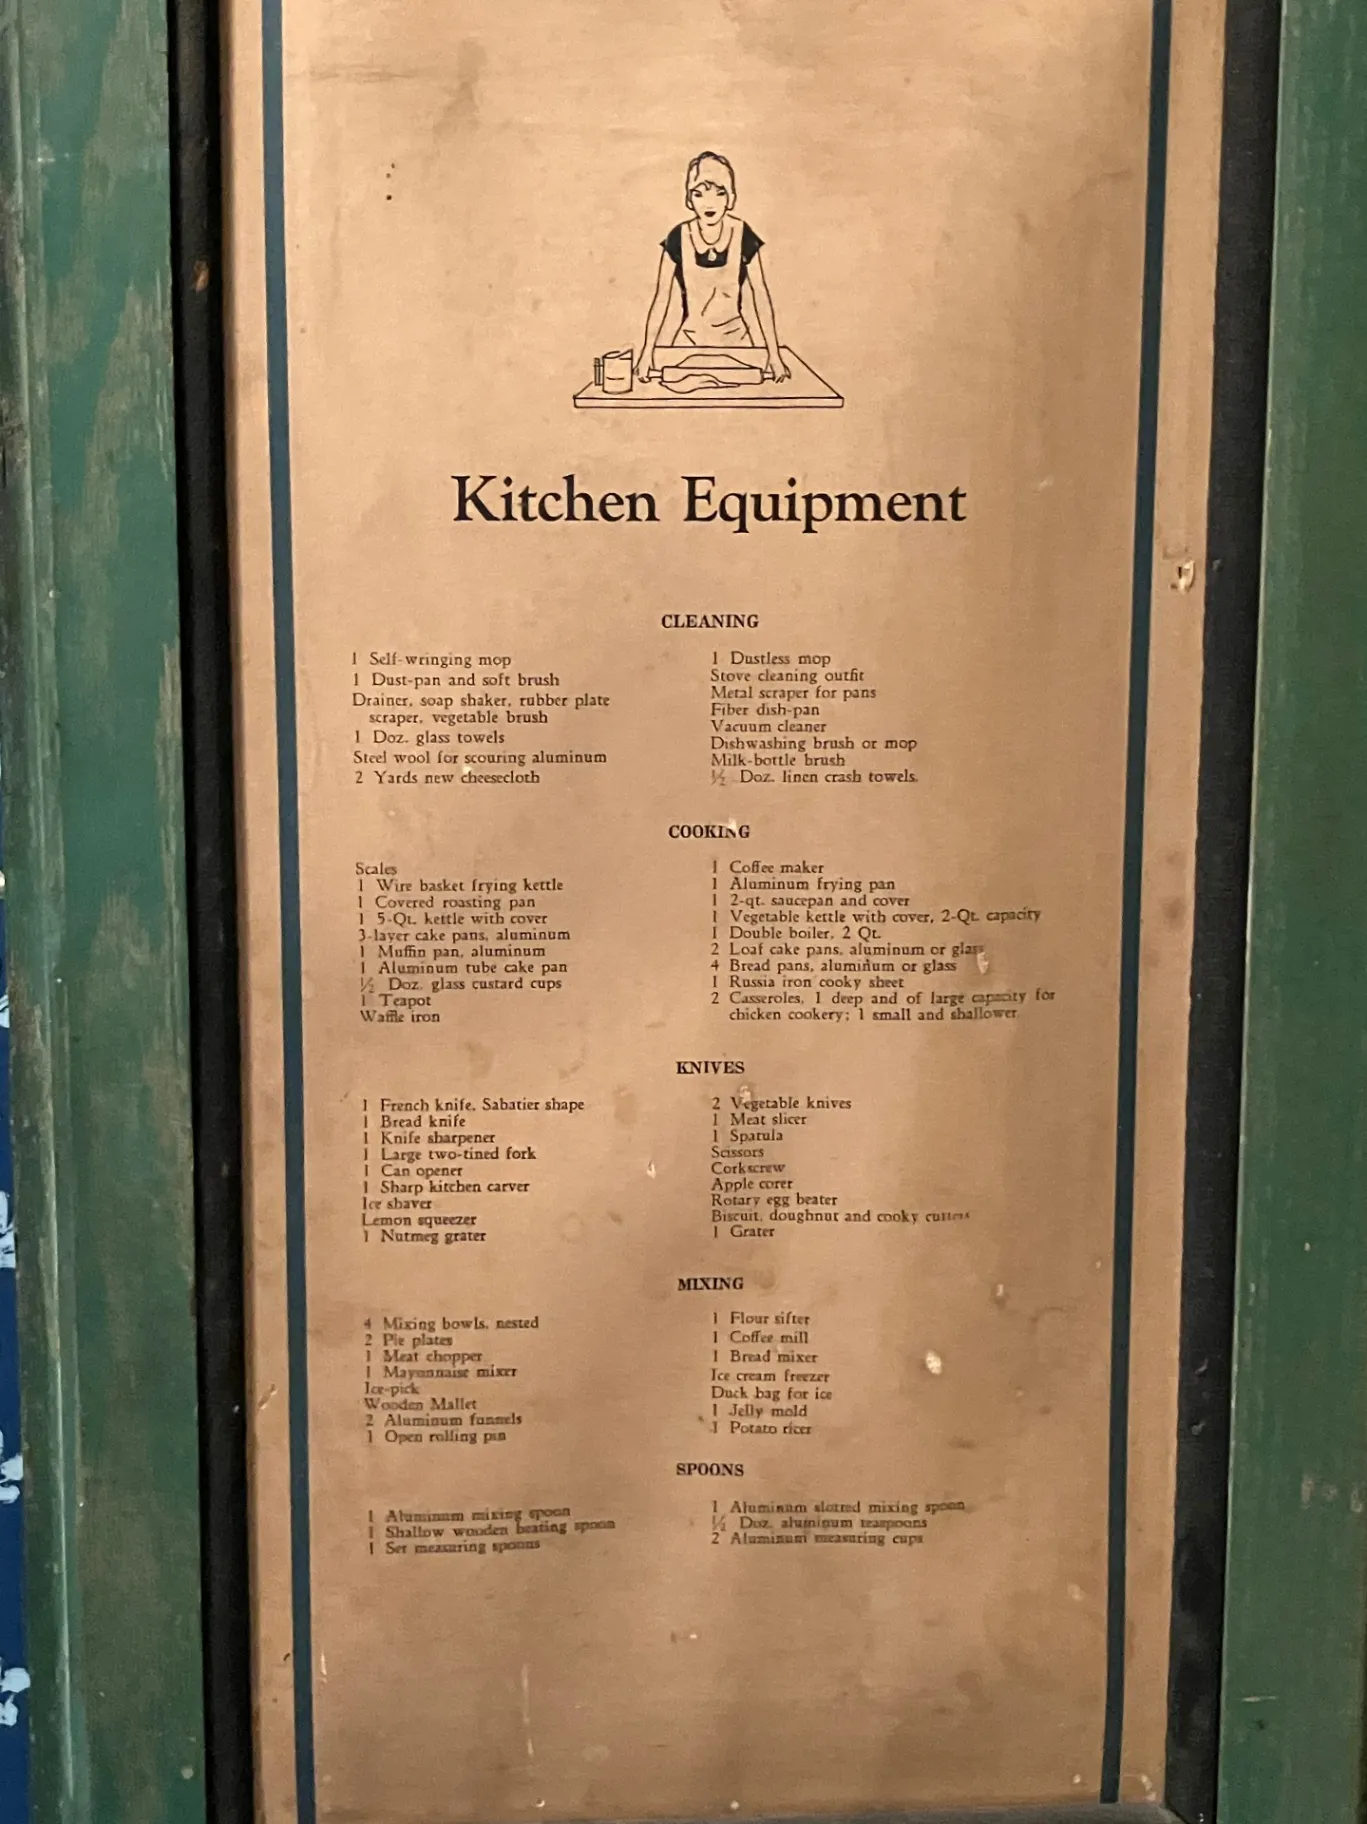 Kitchen Equipment
CLEANING
1 Self-wringing mop
1 Dust-pan and soft brush
Drainer, soap shaker, rubber plate
scraper, vegetable brush
1 Doz. glass towels
Steel wool for scouring aluminum
2 Yards new cheesecloth
1 Dustless mop
Stove cleaning outfit
Metal scraper for pans
Fiber dish-pan
Vacuum cleaner
Dishwashing brush or mop
Milk-bottle brush
½ Doz. linen crash towels.
COOKING
Scales
1 Wire basket frying kettle
1 Covered roasting pan
1 5-Qt. kettle with cover
3-layer cake pans, aluminum
1 Muffin pan, aluminum
1 Aluminum tube cake pan
½ Doz. glass custard cups
1 Teapot
Waffle iron
1 Coffee maker
1 Aluminum frying pan
1 2-qt. saucepan and cover
1 Vegetable kettle with cover, 2-Qt. capacity
1 Double boiler, 2 Qt.
2 Loaf cake pans, aluminum or glass
4 Bread pans, aluminum or glass
1 Russia iron cooky sheet
2 Casseroles, 1 deep and of large capacity for
chicken cookery; 1 small and shallower
KNIVES
1 French knife, Sabatier shape
1 Bread knife
1 Knife sharpener
1 Large two-tined fork
1 Can opener
1 Sharp kitchen carver
Ice shaver
Lemon squeezer
1 Nutmeg grater
2 Vegetable knives
1 Meat slicer
1 Spatula
Scissors
Corkscrew
Apple corer
Rotary egg beater
Biscuit, doughnut and cooky cutters
1 Grater
MIXING
4 Mixing bowls, nested
2 Pie plates
1 Meat chopper
1 Mayonnaise mixer
Ice-pick
Wooden Mallet
2 Aluminum funnels
1 Open rolling pin
1 Flour sifter
1 Coffee mill
1 Bread mixer
Ice cream freezer
Duck bag for ice
1 Jelly mold
1 Potato ricer
SPOONS
1 Aluminum mixing spoon
1 Shallow wooden beating spoon
1 Set measuring spoons
1 Aluminum slotted mixing spoon
½ Doz. aluminum teaspoons
2 Aluminum measuring cups